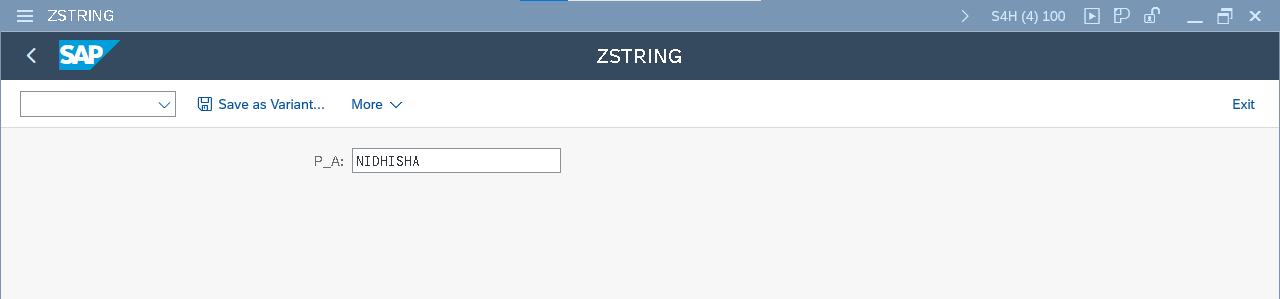 ZSTRING
S4H (4) 100
SAP
ZSTRING
Save as Variant...
More
Exit
P_A: NIDHISHA